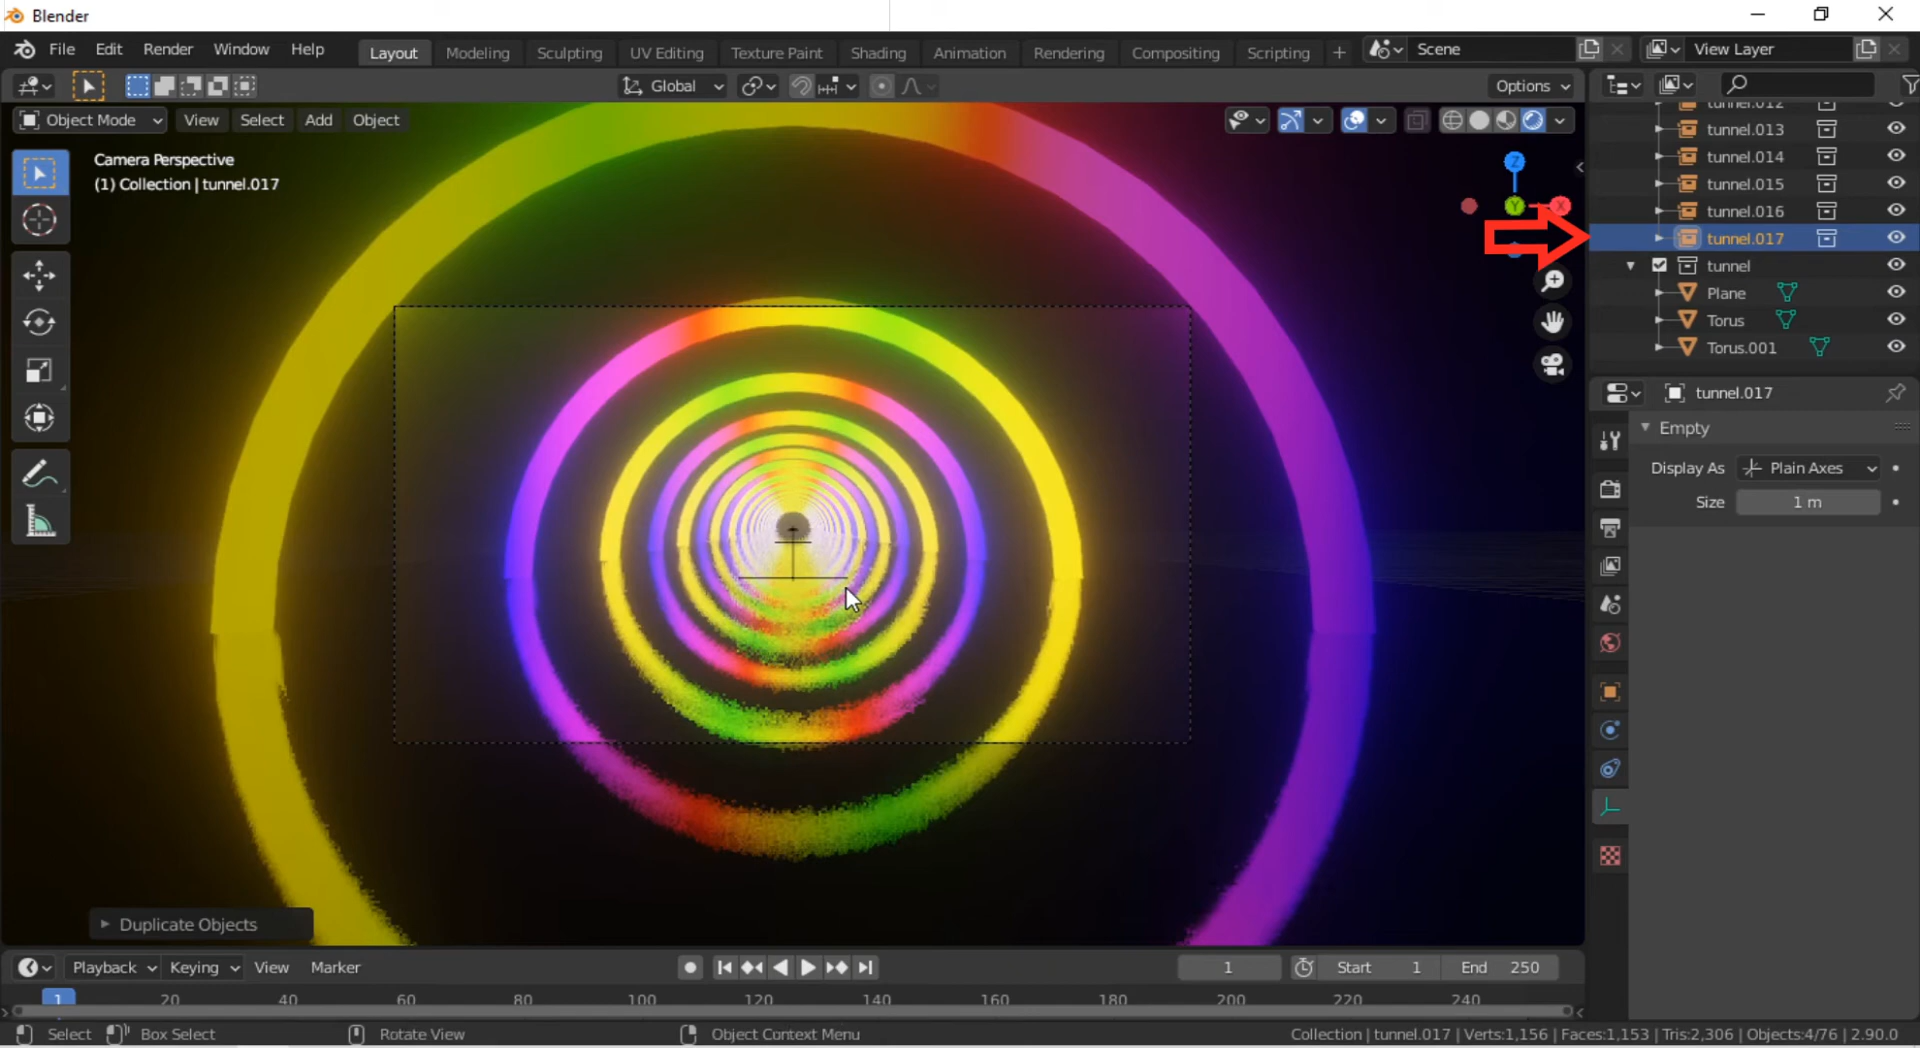 Blender
File Edit Render Window Help Layout Modeling Sculpting UV Editing Texture Paint Shading Animation Rendering Compositing Scripting + Scene View Layer
Global Options
Object Mode View Select Add Object
Camera Perspective
(1) Collection | tunnel.017
Z
Y
X
tunnel.012
tunnel.013
tunnel.014
tunnel.015
tunnel.016
tunnel.017
tunnel
Plane
Torus
Torus.001
tunnel.017
Empty
Display As Plain Axes
Size 1 m
Duplicate Objects
Playback Keying View Marker 1 Start 1 End 250
1 20 40 60 80 100 120 140 160 180 200 220 240
Select Box Select Rotate View Object Context Menu Collection | tunnel.017 | Verts:1,156 | Faces:1,153 | Tris:2,306 | Objects:4/76 | 2.90.0